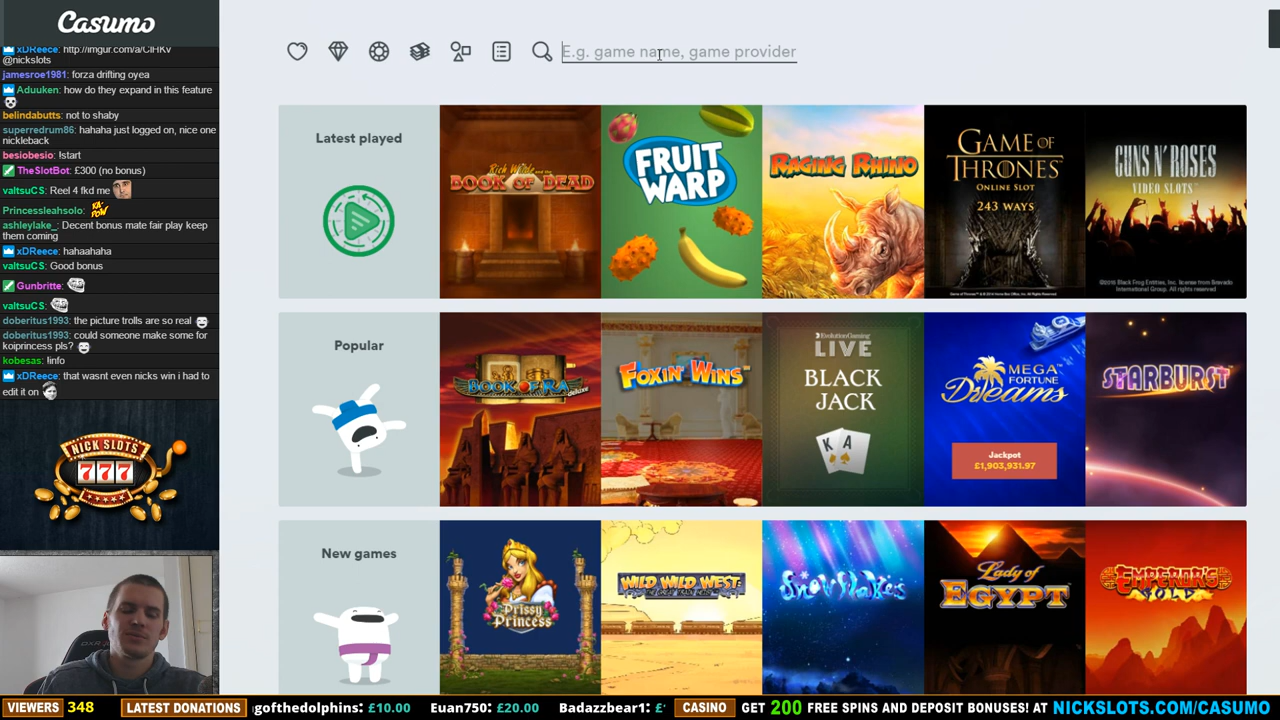 Casumo
xDReece: http://imgur.com/a/CIHKv
@nickslots
jamesroe1981: forza drifting oyea
Aduuken: how do they expand in this feature
belindabutts: not to shaby
superredrum86: hahaha just logged on, nice one
nickleback
besiobesio: !start
TheSlotBot: £300 (no bonus)
valtsuCS: Reel 4 fkd me
Princessleahsolo:
KA-POW
ashleylake_: Decent bonus mate fair play keep
them coming
xDReece: hahaahaha
valtsuCS: Good bonus
Gunbritte:
valtsuCS:
doberitus1993: the picture trolls are so real
doberitus1993: could someone make some for
koiprincess pls?
kobesas: !info
xDReece: that wasnt even nicks win i had to
edit it on
NICK SLOTS
777
E.g. game name, game provider
Latest played
Rich Wilde and the
BOOK OF DEAD
FRUIT
WARP
RAGING RHINO
GAME OF
THRONES
ONLINE SLOT
243 WAYS
GUNS N' ROSES
VIDEO SLOTS
Popular
BOOK OF RA
deluxe
FOXIN' WINS
Evolution Gaming
LIVE
BLACK
JACK
K A
MEGA
FORTUNE
Dreams
Jackpot
£1,903,931.97
STARBURST
New games
Prissy
Princess
WILD WILD WEST:
Snowflakes
Lady of
EGYPT
EMPEROR'S
GOLD
VIEWERS 348 LATEST DONATIONS gofthedolphins: £10.00 Euan750: £20.00 Badazzbear1: £ CASINO GET 200 FREE SPINS AND DEPOSIT BONUSES! AT NICKSLOTS.COM/CASUMO